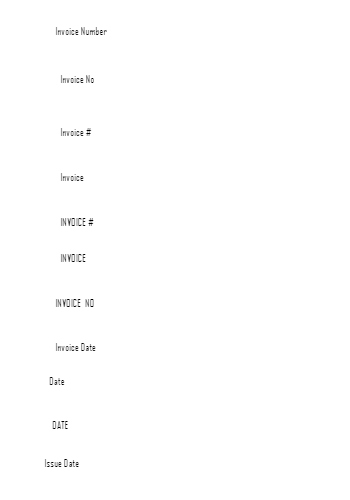 Invoice Number
Invoice No
Invoice #
Invoice
INVOICE #
INVOICE
INVOICE NO
Invoice Date
Date
DATE
Issue Date